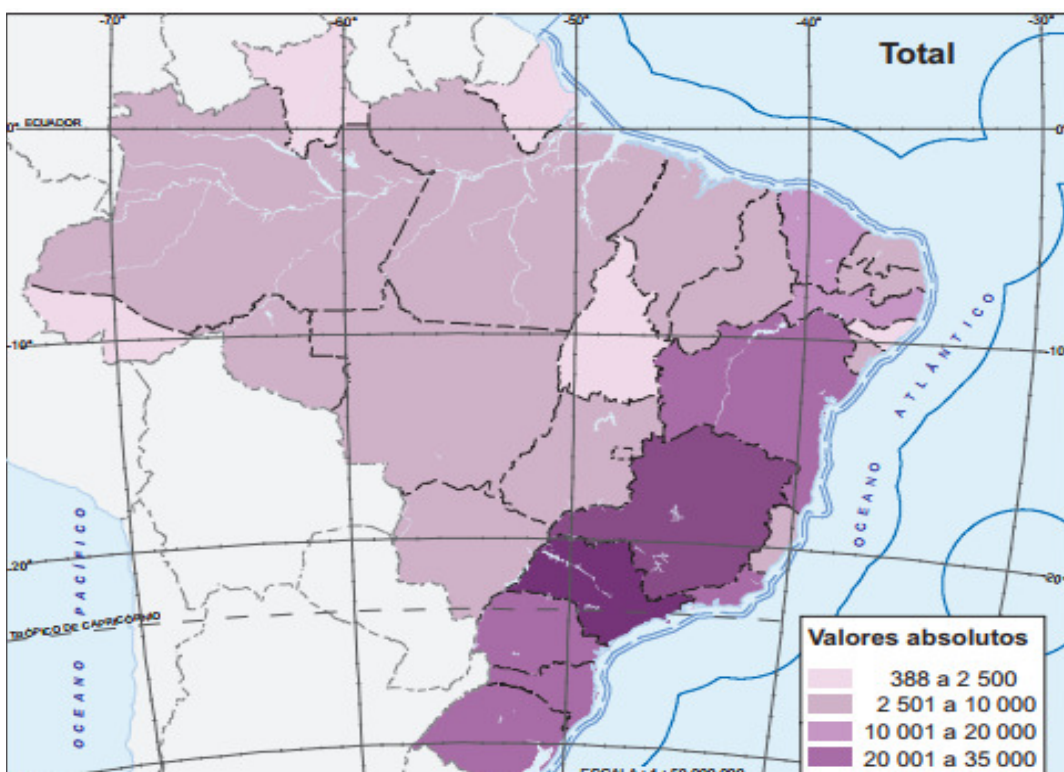 -70°
-60°
-50°
-40°
-30°
Total
0° ECUADOR
0°
-10°
-10
OCEANO ATLÂNTICO
-20°
-20°
TRÓPICO DE CAPRICÓRNIO
OCEANO PACÍFICO
Valores absolutos
388 a 2 500
2 501 a 10 000
10 001 a 20 000
20 001 a 35 000